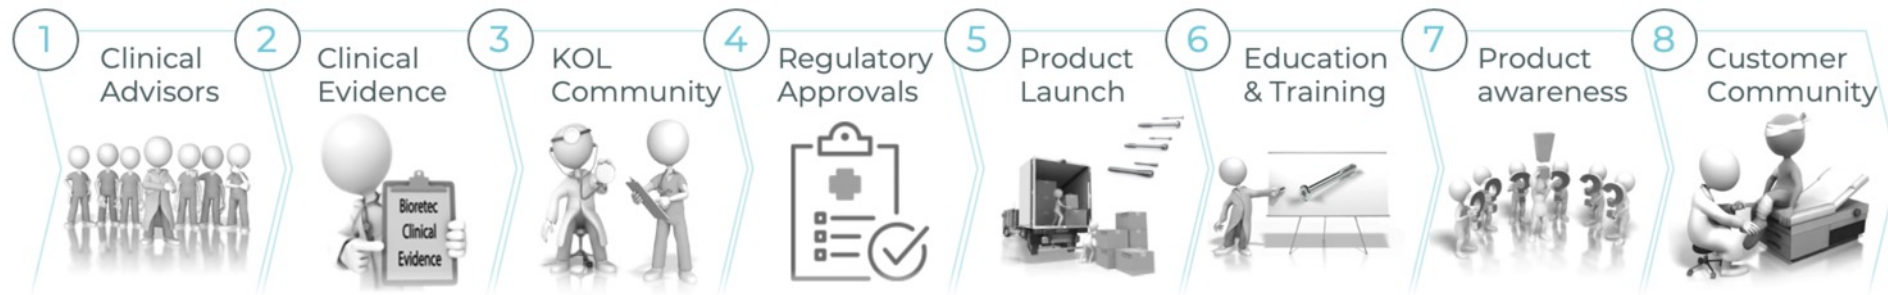 1
Clinical
Advisors
2
Clinical
Evidence
Bioretec
Clinical
Evidence
3
KOL
Community
4
Regulatory
Approvals
5
Product
Launch
6
Education
& Training
7
Product
awareness
8
Customer
Community